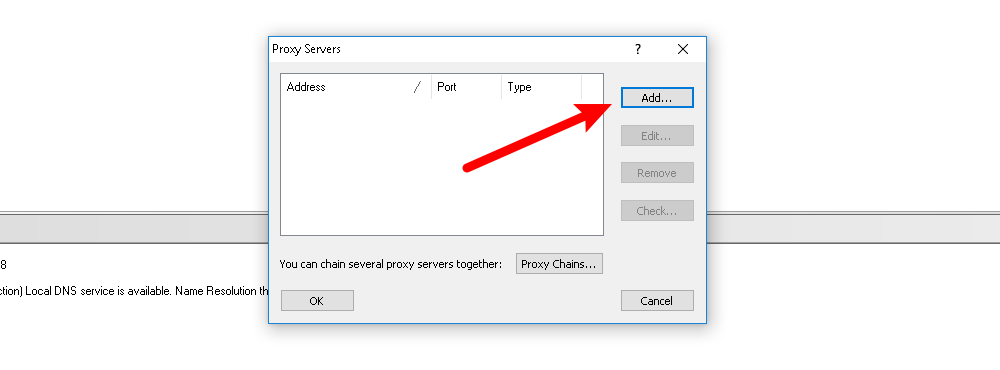 Proxy Servers ?
Address / Port Type
Add...
Edit...
Remove
Check...
8
You can chain several proxy servers together: Proxy Chains...
ction) Local DNS service is available. Name Resolution th
OK Cancel